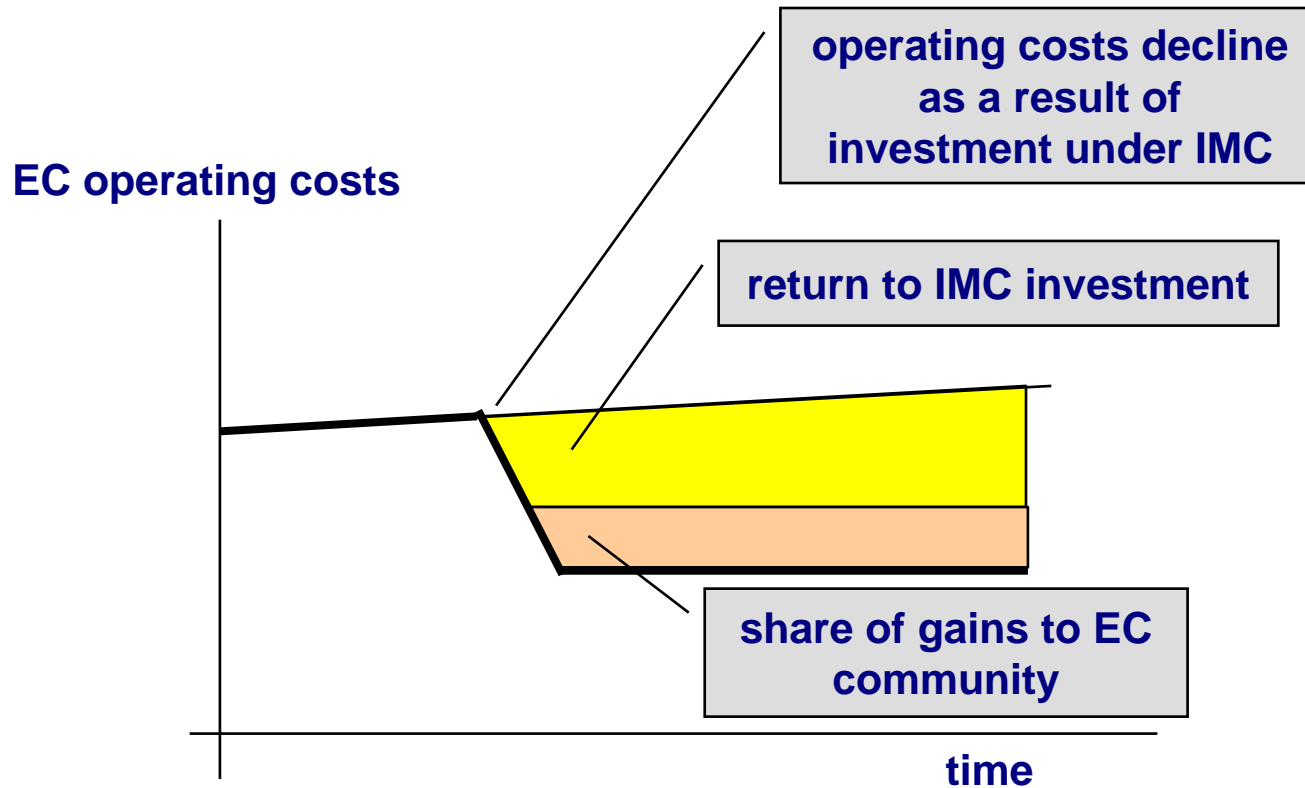 operating costs decline
as a result of
investment under IMC
EC operating costs
return to IMC investment
share of gains to EC
community
time